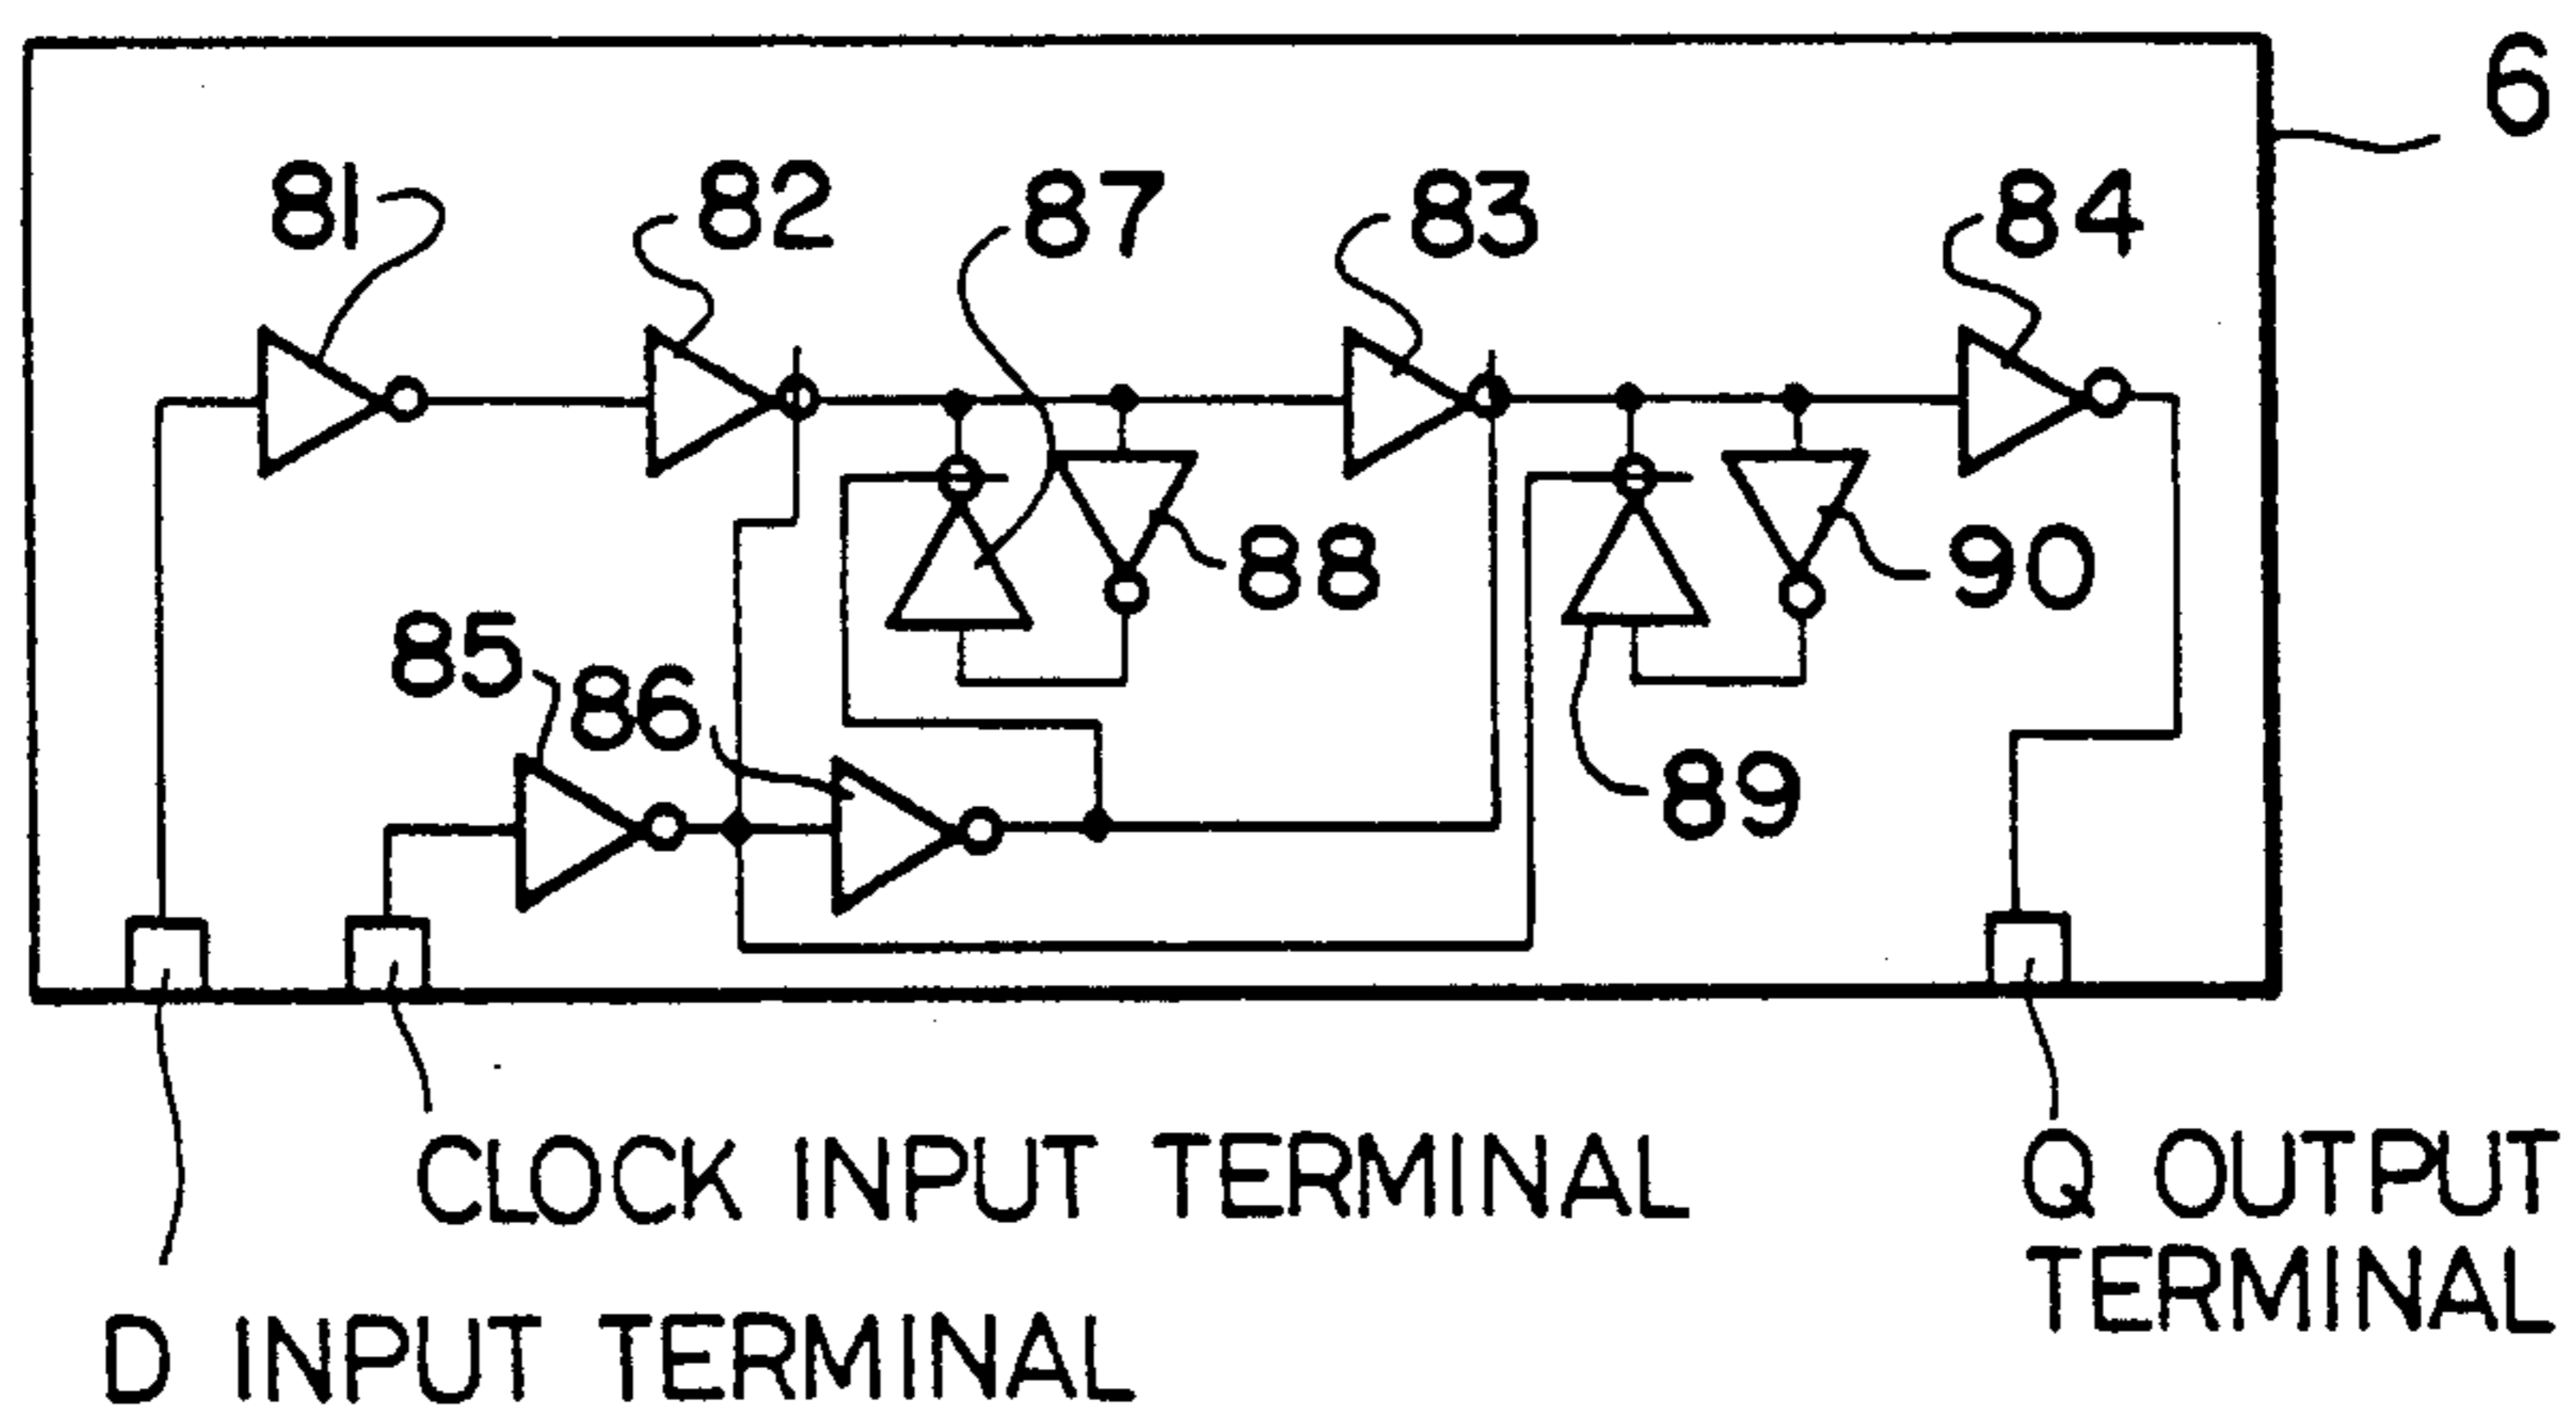 6
81
82
87
83
84
88
90
85
86
89
CLOCK INPUT TERMINAL
Q OUTPUT
TERMINAL
D INPUT TERMINAL